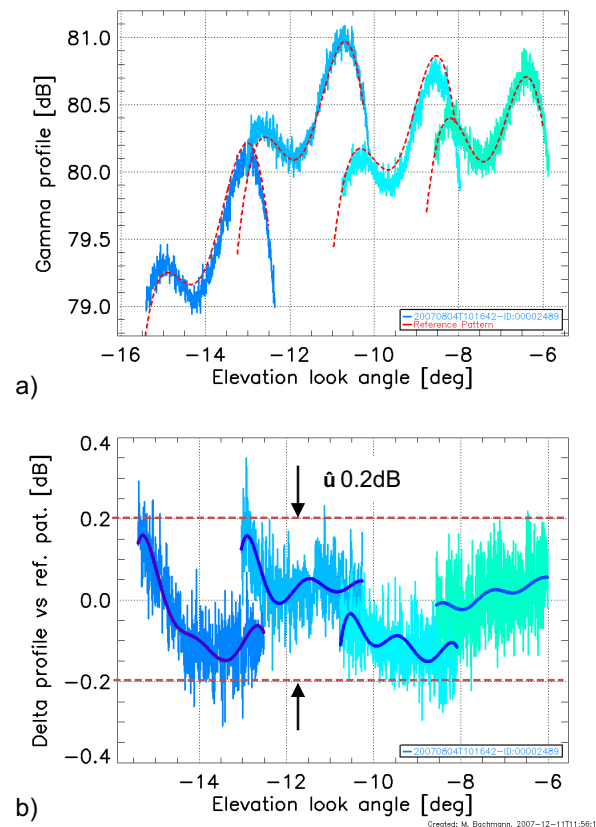 81.0
80.5
80.0
79.5
79.0
Gamma profile [dB]
20070804T101642-ID:00002489
Reference Pattern
-16 -14 -12 -10 -8 -6
Elevation look angle [deg]
a)
0.4
0.2
0.0
-0.2
-0.4
Delta profile vs ref. pat. [dB]
û 0.2dB
20070804T101642-ID:00002489
-14 -12 -10 -8 -6
Elevation look angle [deg]
b)
Created: M. Bachmann, 2007-12-11T11:56:1